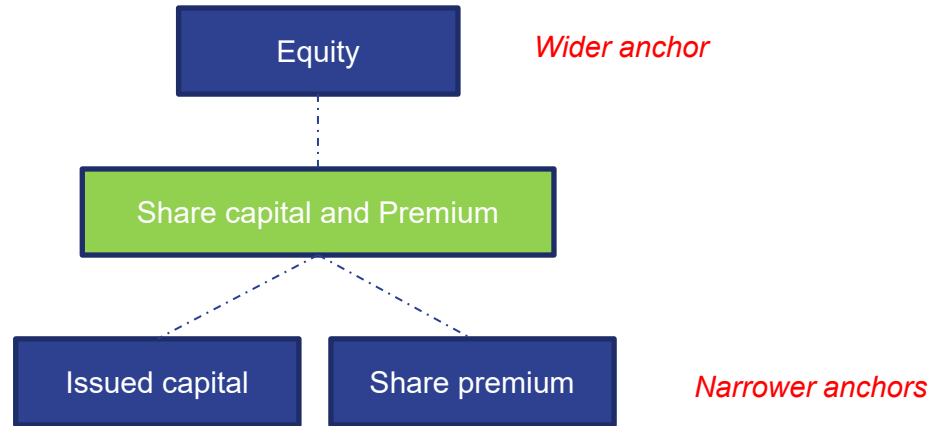 Equity
Wider anchor
Share capital and Premium
Issued capital
Share premium
Narrower anchors